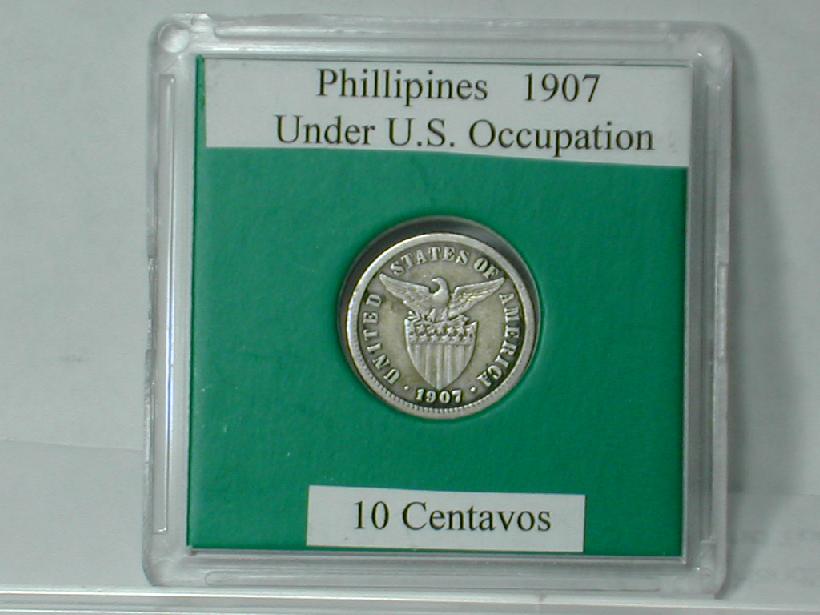 Phillipines 1907
Under U.S. Occupation
UNITED STATES OF AMERICA
· 1907 ·
10 Centavos